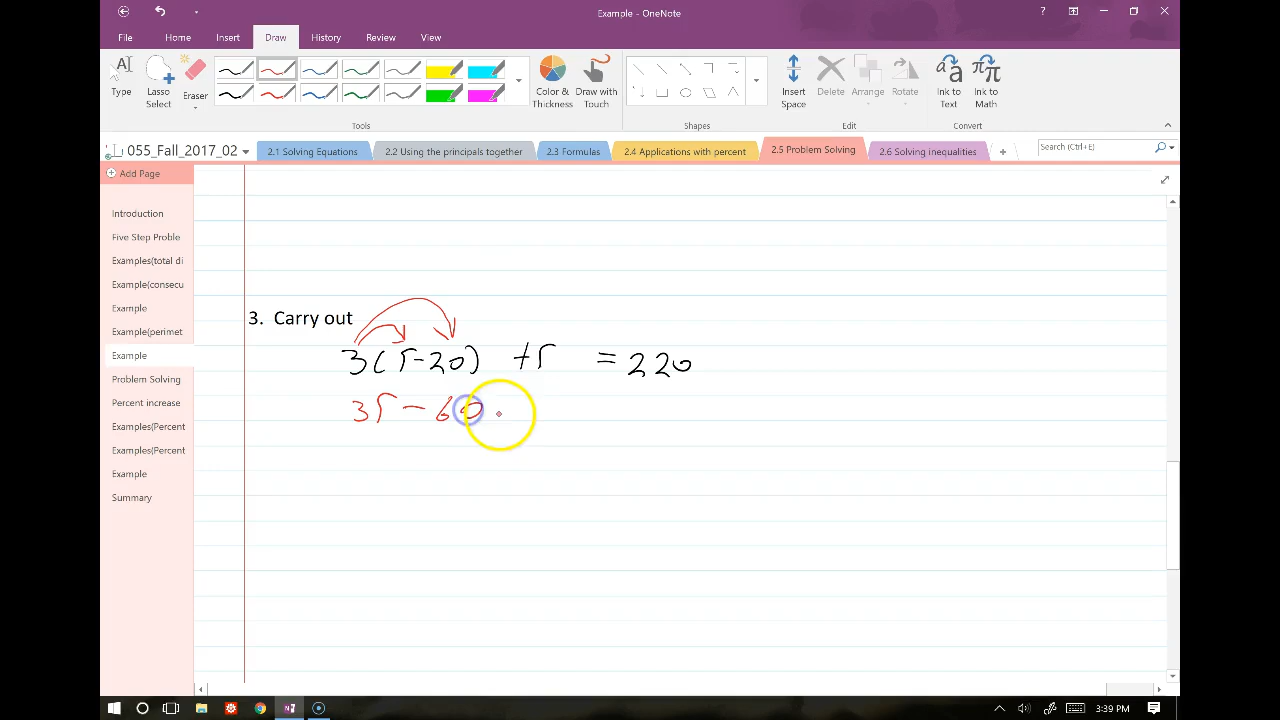 Example - OneNote
?
File Home Insert Draw History Review View
Type
Lasso Select
Eraser
Color & Thickness
Draw with Touch
Insert Space
Delete
Arrange
Rotate
Ink to Text
Ink to Math
Tools
Shapes
Edit
Convert
055_Fall_2017_02
2.1 Solving Equations
2.2 Using the principals together
2.3 Formulas
2.4 Applications with percent
2.5 Problem Solving
2.6 Solving inequalities
Search (Ctrl+E)
Add Page
Introduction
Five Step Proble
Examples(total di
Examples(consecu
Example
Examples(perimet
Example
Problem Solving
Percent increase
Examples(Percent
Examples(Percent
Example
Summary
3. Carry out
3(r-20) +r = 220
3r - 60
3:39 PM